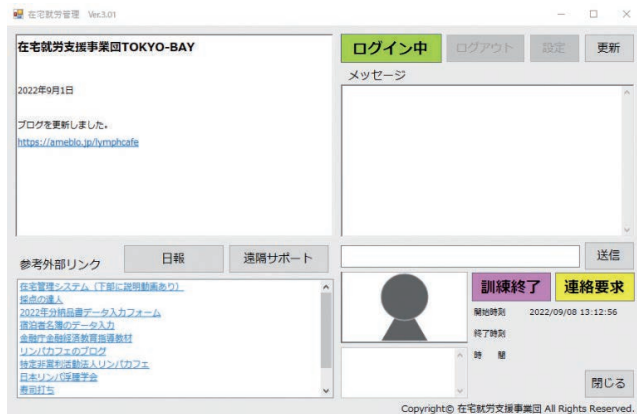 在宅就労管理 Ver.3.01
在宅就労支援事業団TOKYO-BAY
2022年9月1日
ブログを更新しました。
https://ameblo.jp/lymphcafe
ログイン中
ログアウト
設定
更新
メッセージ
参考外部リンク
日報
遠隔サポート
送信
在宅管理システム（下部に説明動画あり）
採点の達人
2022年分納品書データ入力フォーム
宿泊者名簿のデータ入力
金融庁金融経済教育指導教材
リンパカフェのブログ
特定非営利活動法人リンパカフェ
日本リンパ浮腫学会
寿司打ち
訓練終了
連絡要求
開始時刻 2022/09/08 13:12:56
終了時刻
時 間
閉じる
Copyright© 在宅就労支援事業団 All Rights Reserved.